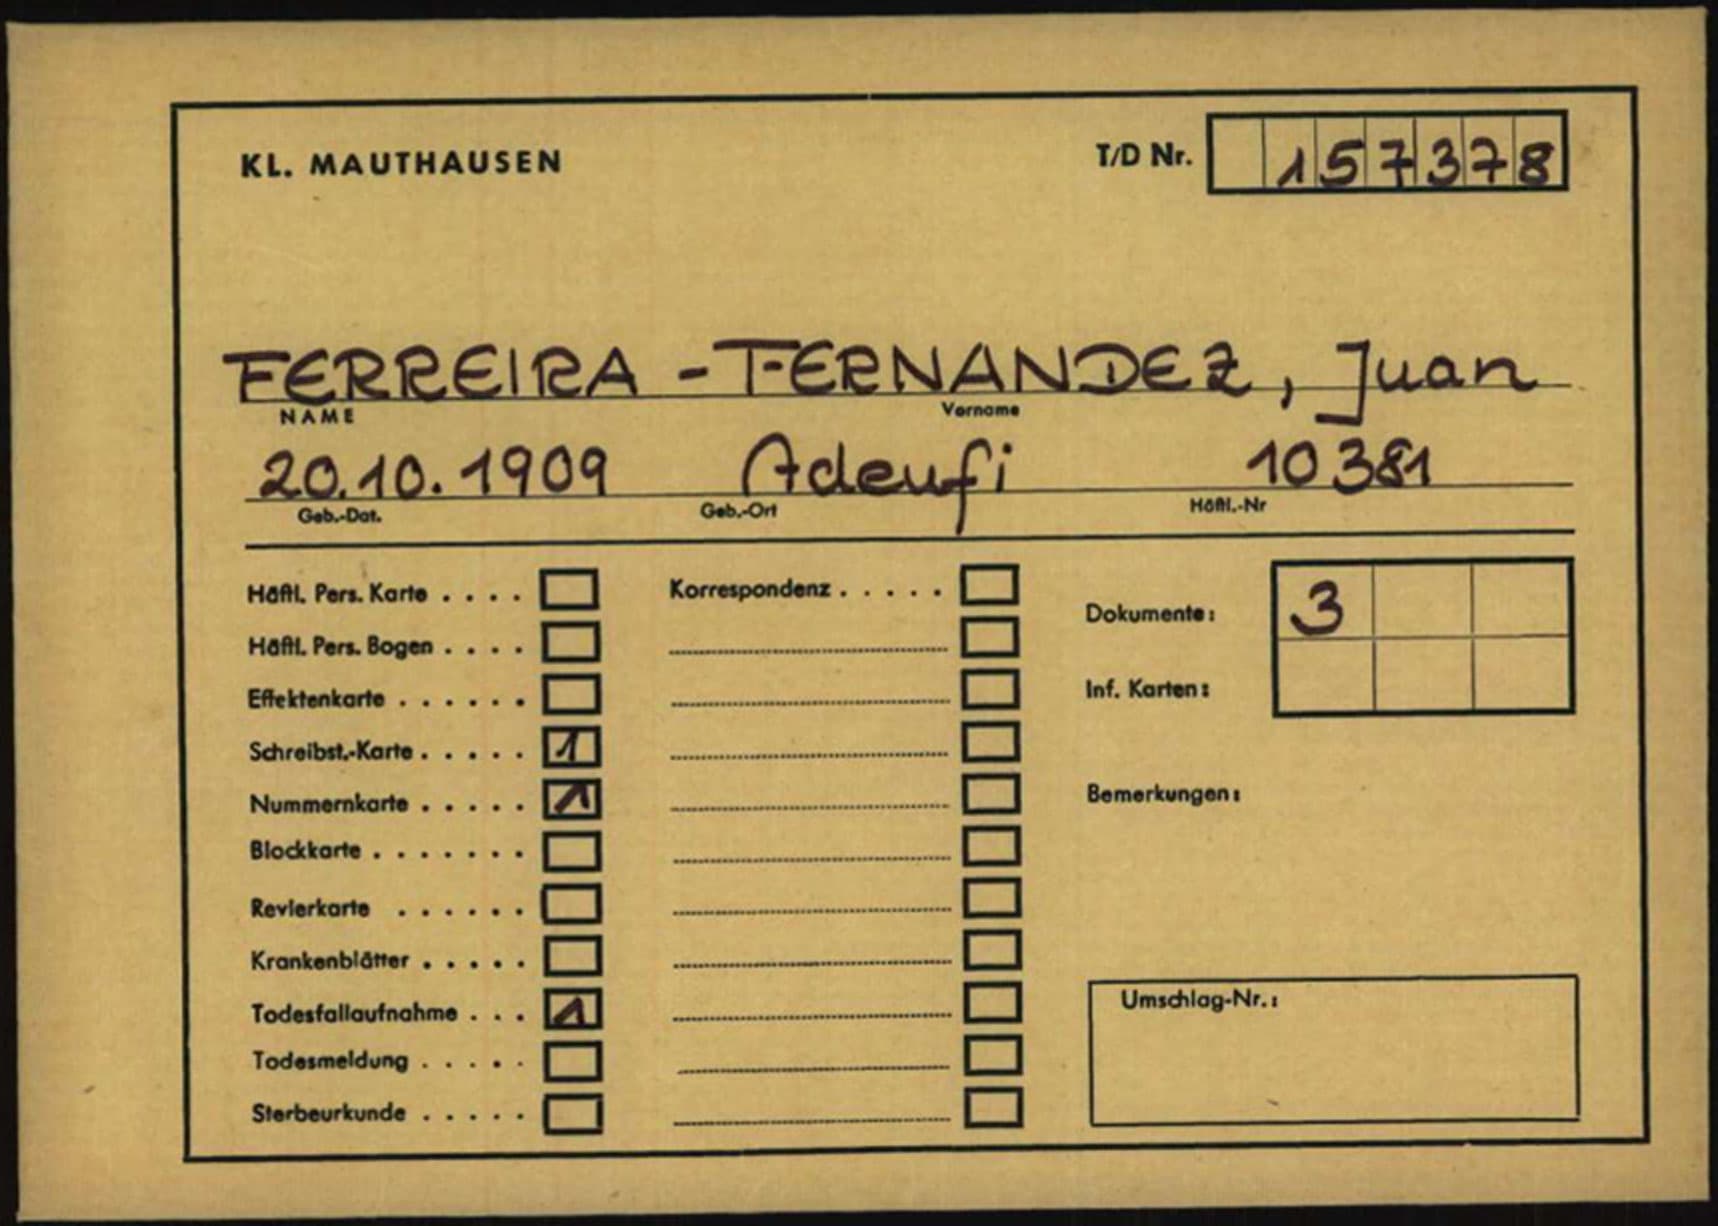 KL. MAUTHAUSEN
T/D Nr. 157378
FERREIRA - FERNANDEZ, Juan
NAME Vorname
20.10.1909 Adeufi 10381
Geb.-Dat. Geb.-Ort Häftl.-Nr
Häftl. Pers. Karte . . . .
Häftl. Pers. Bogen . . . .
Effektenkarte . . . . . .
Schreibst.-Karte . . . . . 1
Nummernkarte . . . . . 1
Blockkarte . . . . . . .
Revierkarte . . . . . .
Krankenblätter . . . . .
Todesfallaufnahme . . . 1
Todesmeldung . . . . .
Sterbeurkunde . . . . .
Korrespondenz . . . . .
Dokumente: 3
Inf. Karten:
Bemerkungen:
Umschlag-Nr.: